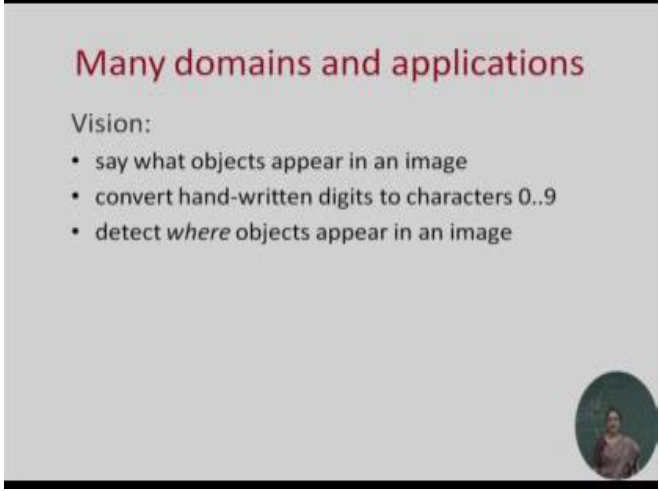 Many domains and applications
Vision:
• say what objects appear in an image
• convert hand-written digits to characters 0..9
• detect where objects appear in an image